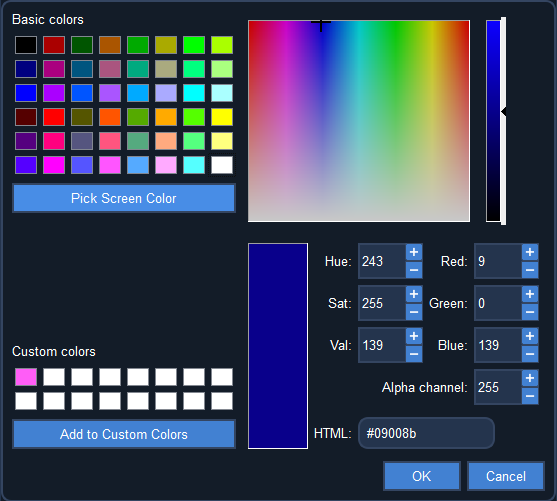 Basic colors
Pick Screen Color
Hue: 243 + − Red: 9 + −
Sat: 255 + − Green: 0 + −
Val: 139 + − Blue: 139 + −
Custom colors
Alpha channel: 255 + −
Add to Custom Colors
HTML: #09008b
OK Cancel